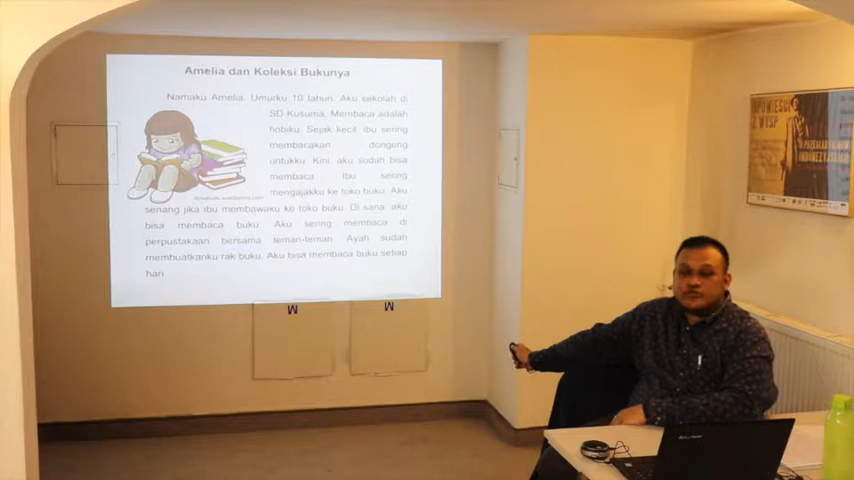 Amelia dan Koleksi Bukunya
Namaku Amelia. Umurku 10 tahun. Aku sekolah di
SD Kusuma. Membaca adalah
hobiku. Sejak kecil ibu sering
membacakan dongeng
untukku. Kini, aku sudah bisa
membaca. Ibu sering
mengajakku ke toko buku. Aku
senang jika ibu membawaku ke toko buku. Di sana aku
bisa membaca buku. Aku sering membaca di
perpustakaan bersama teman-teman. Ayah sudah
membuatkanku rak buku. Aku bisa membaca buku setiap
hari
M
M
OPOWIEŚCI
Z WYSP